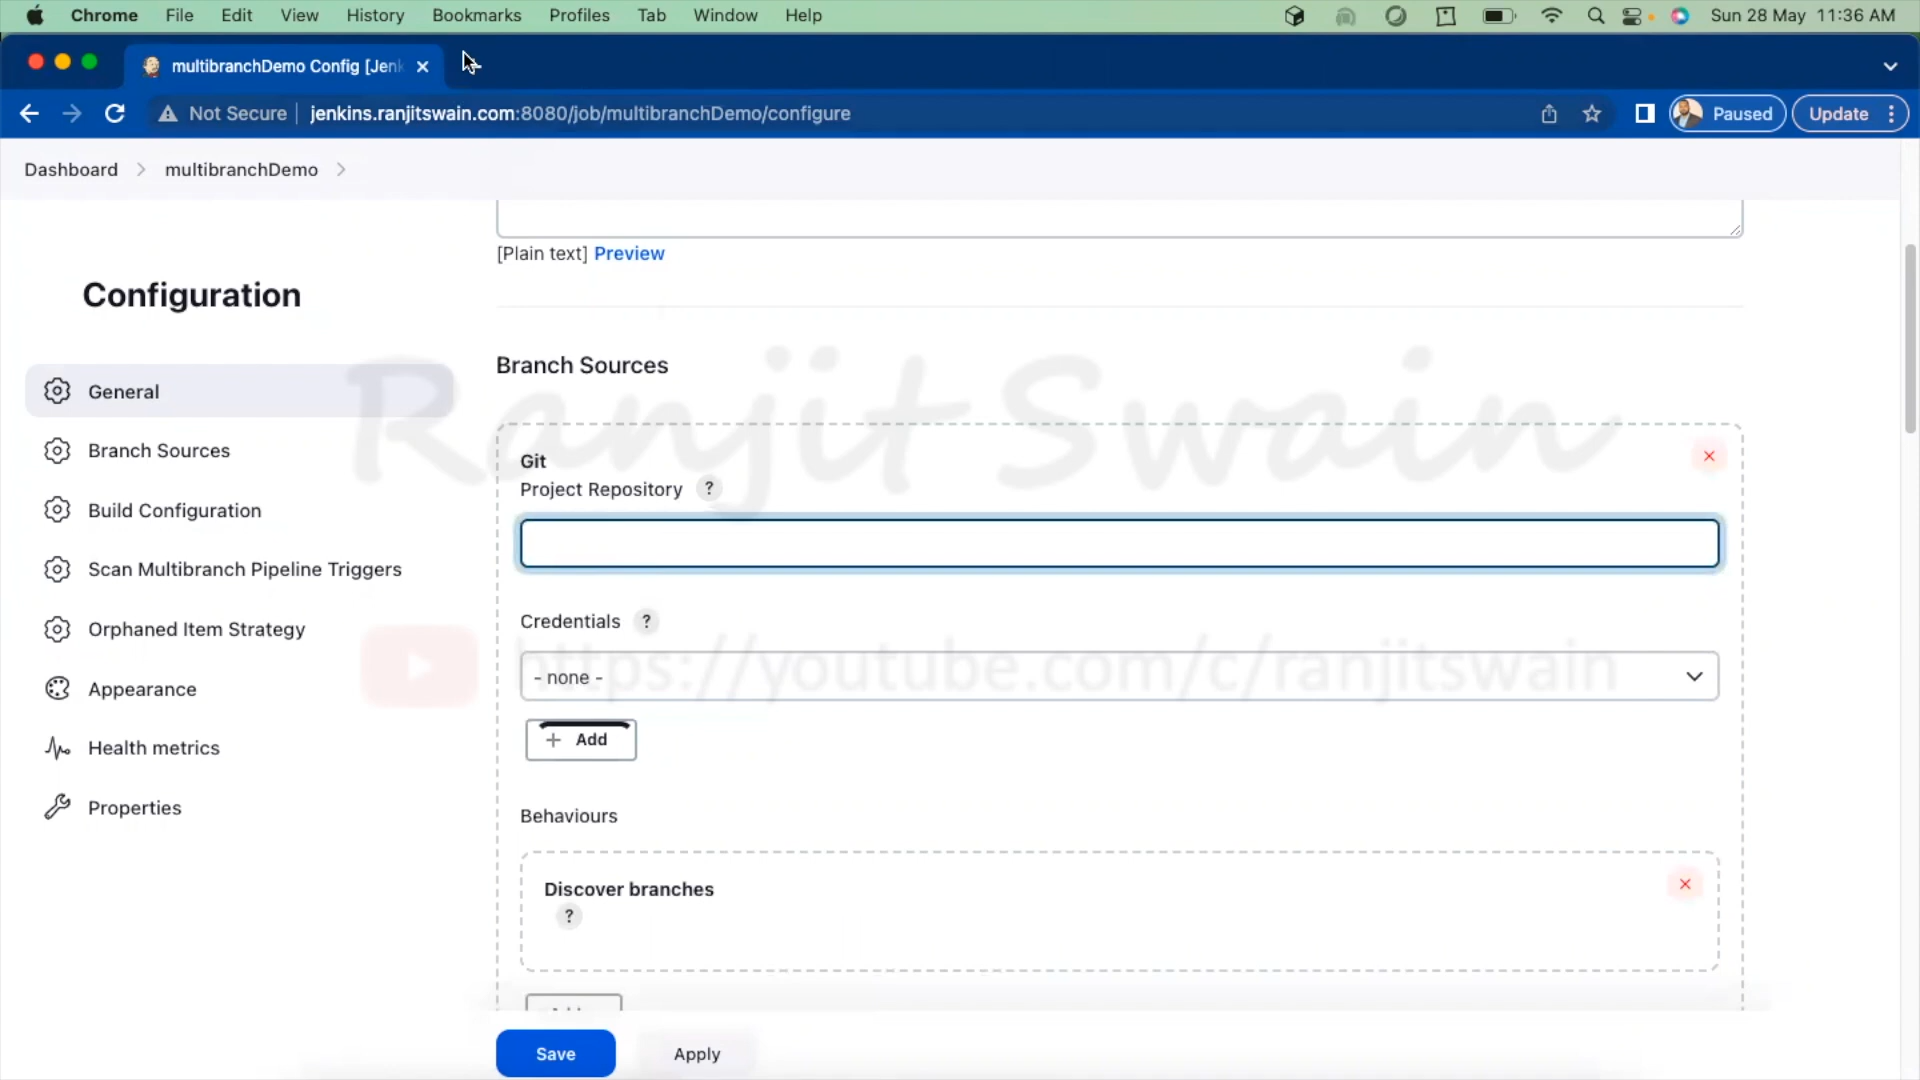 Chrome File Edit View History Bookmarks Profiles Tab Window Help Sun 28 May 11:36 AM
multibranchDemo Config [Jen
Not Secure jenkins.ranjitswain.com:8080/job/multibranchDemo/configure Paused Update
Dashboard multibranchDemo
[Plain text] Preview
Configuration
General
Branch Sources
Build Configuration
Scan Multibranch Pipeline Triggers
Orphaned Item Strategy
Appearance
Health metrics
Properties
Branch Sources
Ranjit Swain
Git
Project Repository ?
Credentials ?
https://youtube.com/c/ranjitswain
- none -
+ Add
Behaviours
Discover branches
?
Save Apply